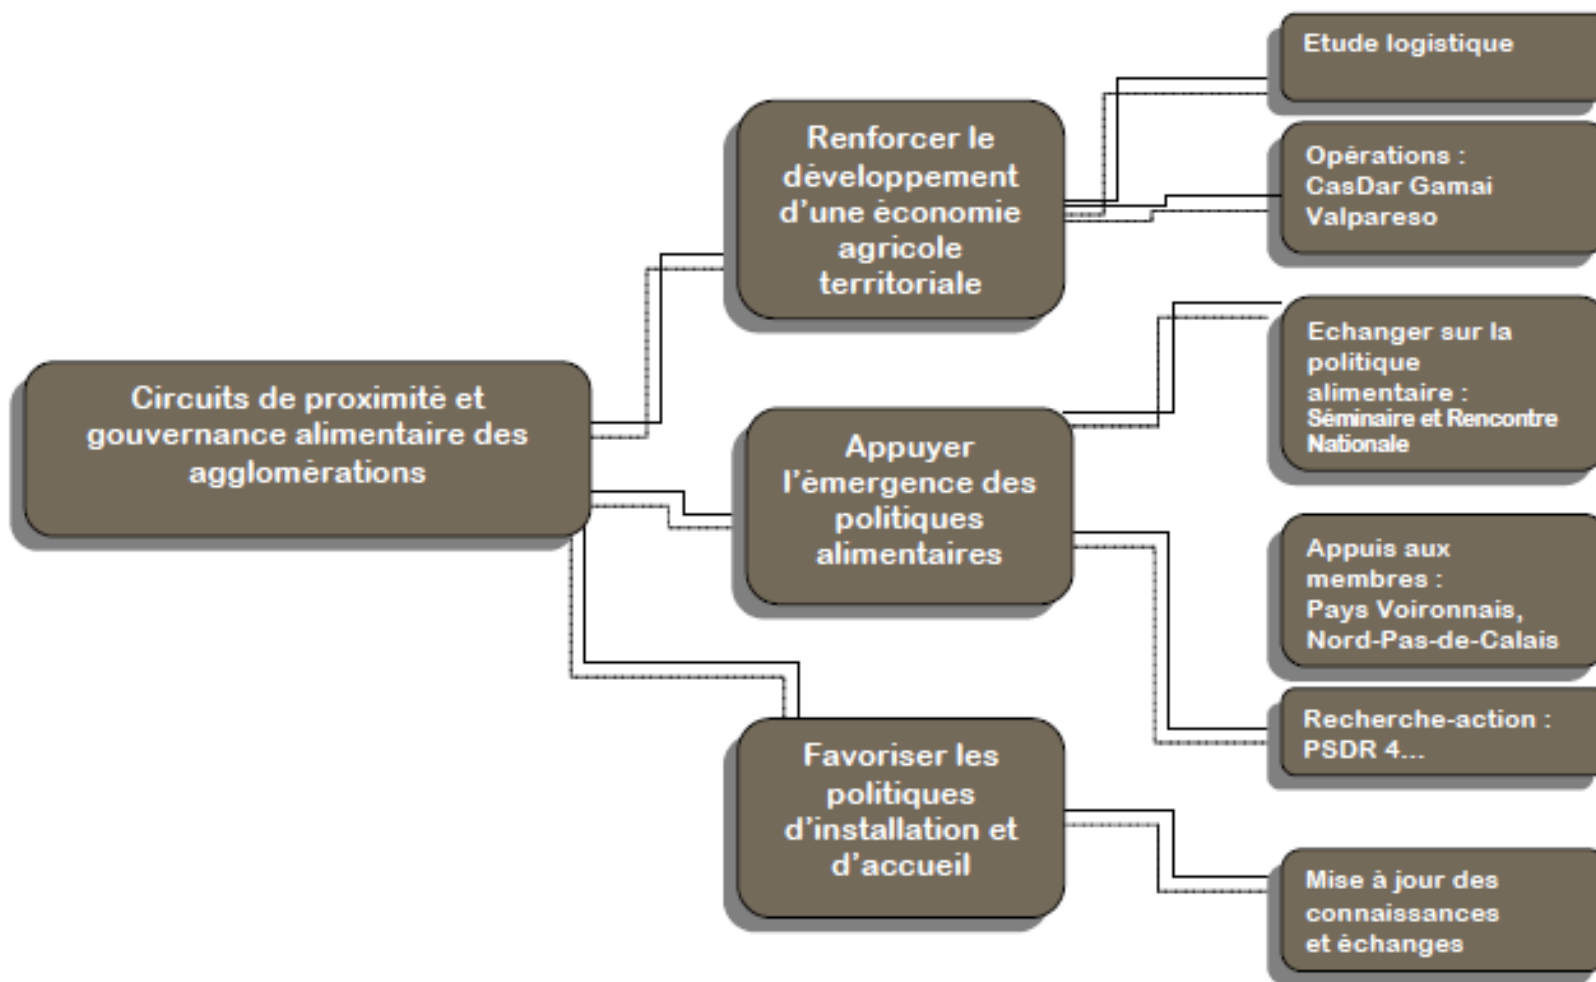 Circuits de proximité et
gouvernance alimentaire des
agglomérations
Renforcer le
développement
d'une économie
agricole
territoriale
Etude logistique
Opérations :
CasDar Gamai
Valpareso
Appuyer
l'émergence des
politiques
alimentaires
Echanger sur la
politique
alimentaire :
Séminaire et Rencontre
Nationale
Appuis aux
membres :
Pays Voironnais,
Nord-Pas-de-Calais
Recherche-action :
PSDR 4...
Favoriser les
politiques
d'installation et
d'accueil
Mise à jour des
connaissances
et échanges